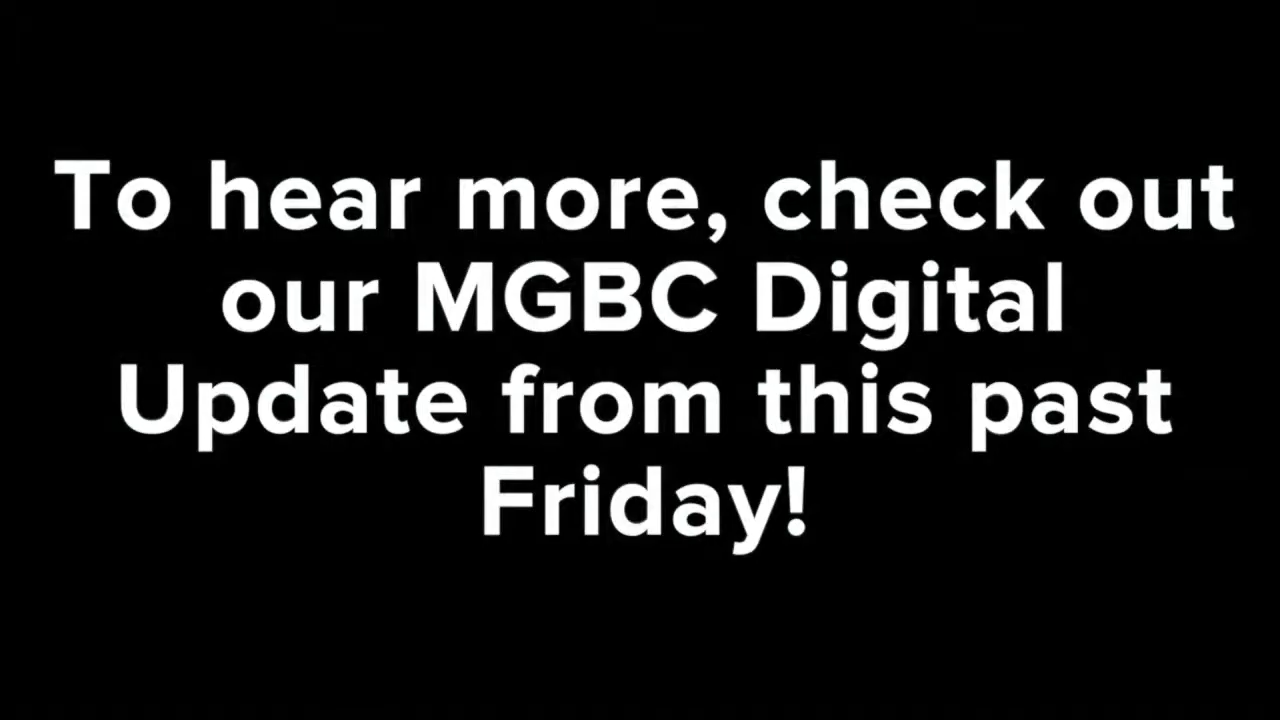 To hear more, check out
our MGBC Digital
Update from this past
Friday!